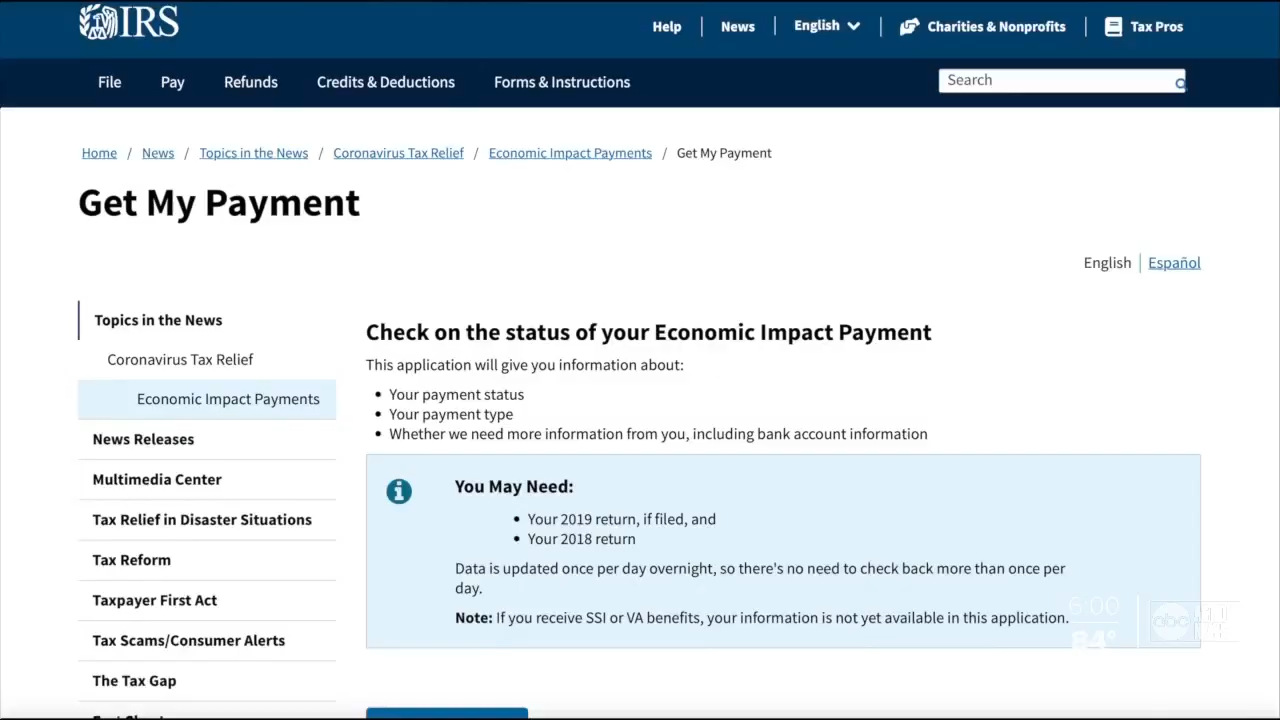 IRS
Help
News
English
Charities & Nonprofits
Tax Pros
File
Pay
Refunds
Credits & Deductions
Forms & Instructions
Search
Home / News / Topics in the News / Coronavirus Tax Relief / Economic Impact Payments / Get My Payment
Get My Payment
English
Español
Topics in the News
Coronavirus Tax Relief
Economic Impact Payments
News Releases
Multimedia Center
Tax Relief in Disaster Situations
Tax Reform
Taxpayer First Act
Tax Scams/Consumer Alerts
The Tax Gap
Check on the status of your Economic Impact Payment
This application will give you information about:
• Your payment status
• Your payment type
• Whether we need more information from you, including bank account information
You May Need:
• Your 2019 return, if filed, and
• Your 2018 return
Data is updated once per day overnight, so there's no need to check back more than once per
day.
Note: If you receive SSI or VA benefits, your information is not yet available in this application.
6:00
84°
abc